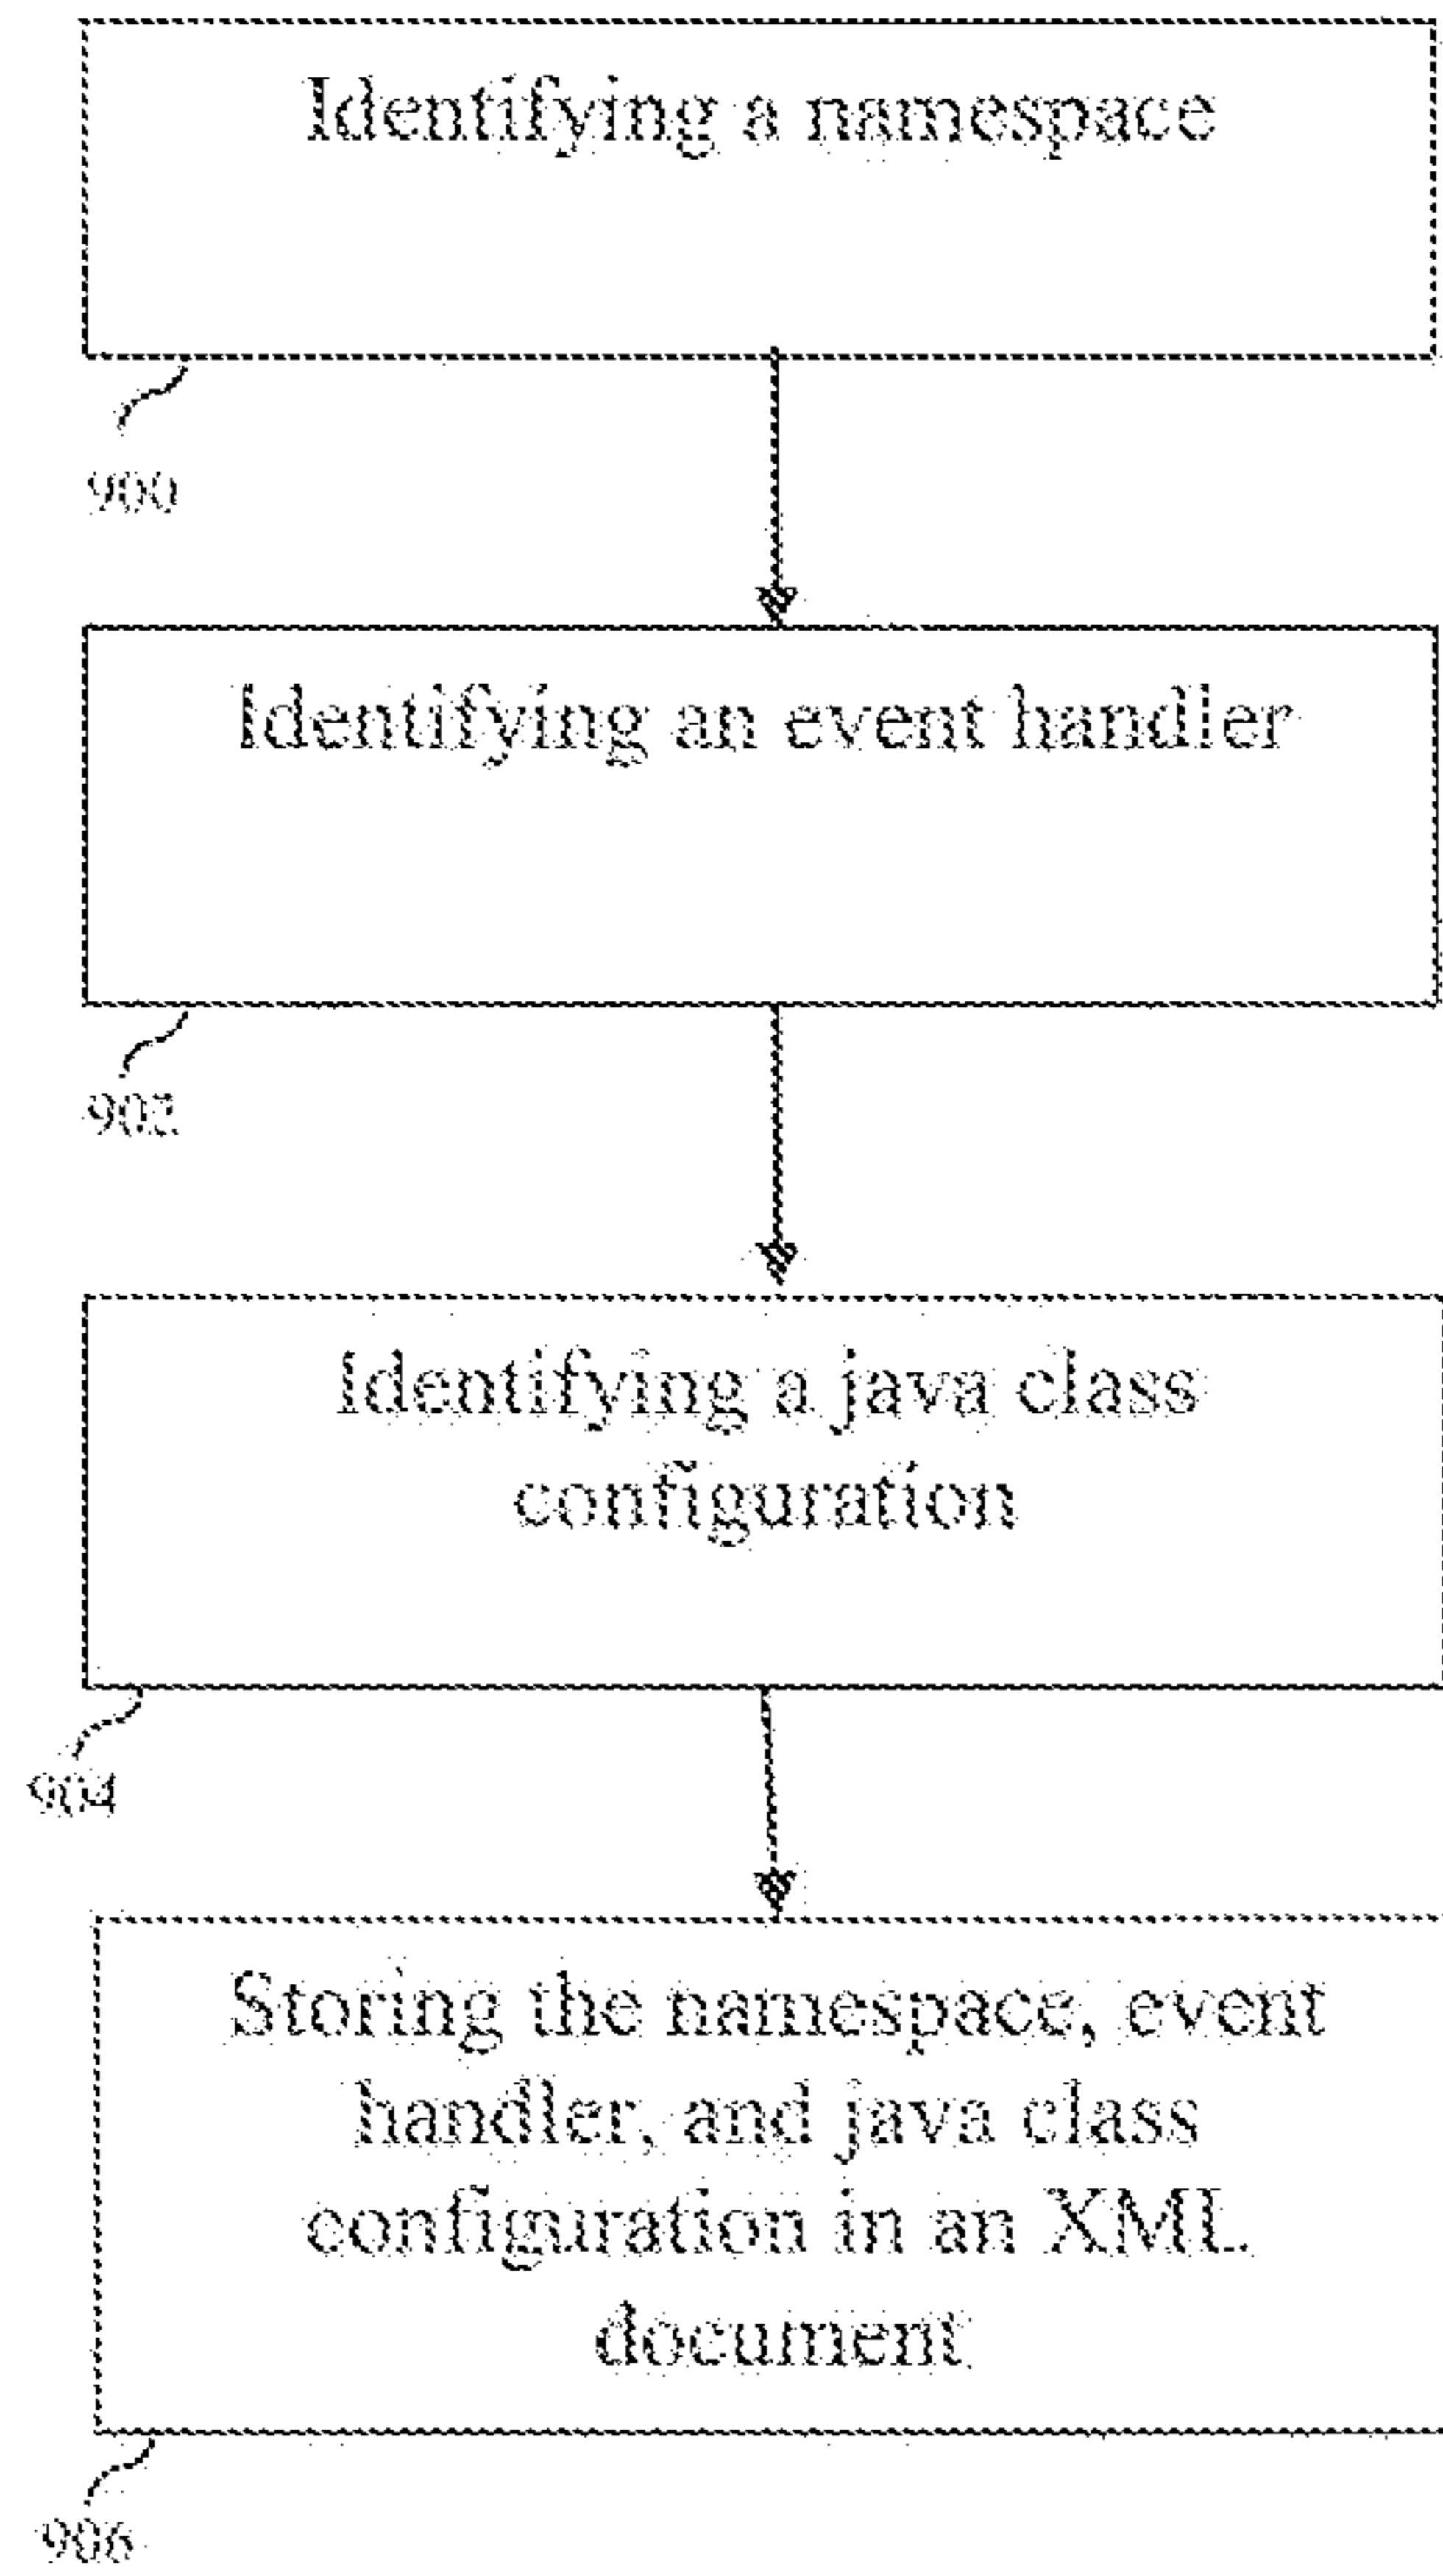 Identifying a namespace
900
Identifying an event handler
902
Identifying a java class
configuration
904
Storing the namespace, event
handler, and java class
configuration in an XML
document
906